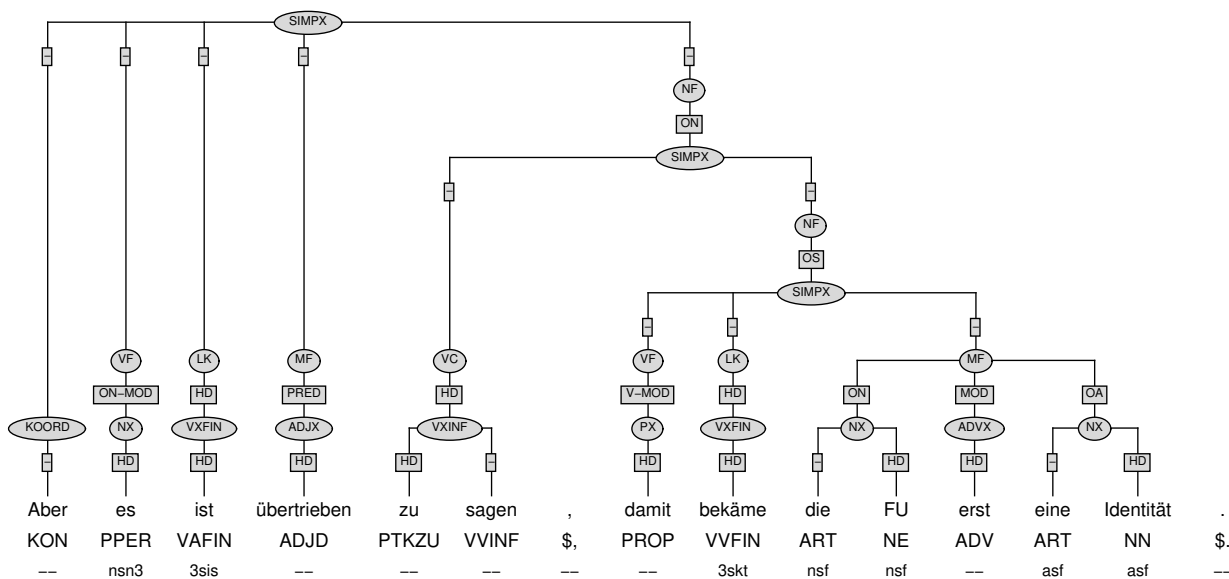 SIMPX
– – – – –
NF
ON
SIMPX
– –
NF
OS
SIMPX
– – –
VF LK MF VC VF LK MF
ON–MOD HD PRED HD V–MOD HD ON MOD OA
KOORD NX VXFIN ADJX VXINF PX VXFIN NX ADVX NX
– HD HD HD HD – HD HD – HD HD – HD
Aber es ist übertrieben zu sagen , damit bekäme die FU erst eine Identität .
KON PPER VAFIN ADJD PTKZU VVINF $, PROP VVFIN ART NE ADV ART NN $.
–– nsn3 3sis –– –– –– –– –– 3skt nsf nsf –– asf asf ––